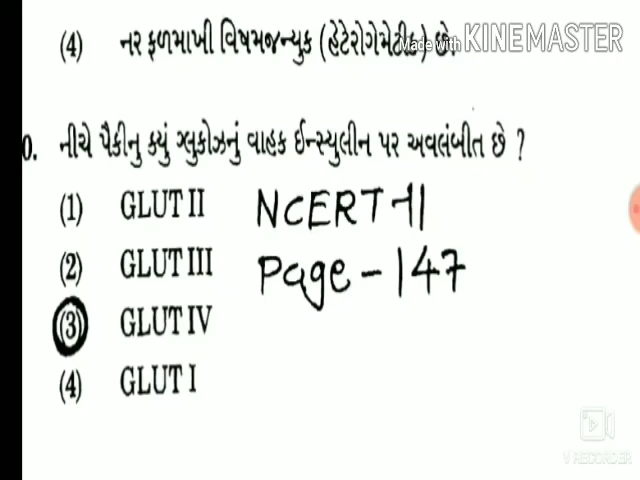 (4) નર ફળમાખી વિષમજન્યુક (હેટેરોગેમેટીક) છે.
Made with KINEMASTER
0. નીચે પૈકીનુ ક્યું ગ્લુકોઝનું વાહક ઈન્સ્યુલીન પર અવલંબીત છે ?
(1) GLUT II NCERT ના
(2) GLUT III Page - 147
(3) GLUT IV
(4) GLUT I
V RECORDER